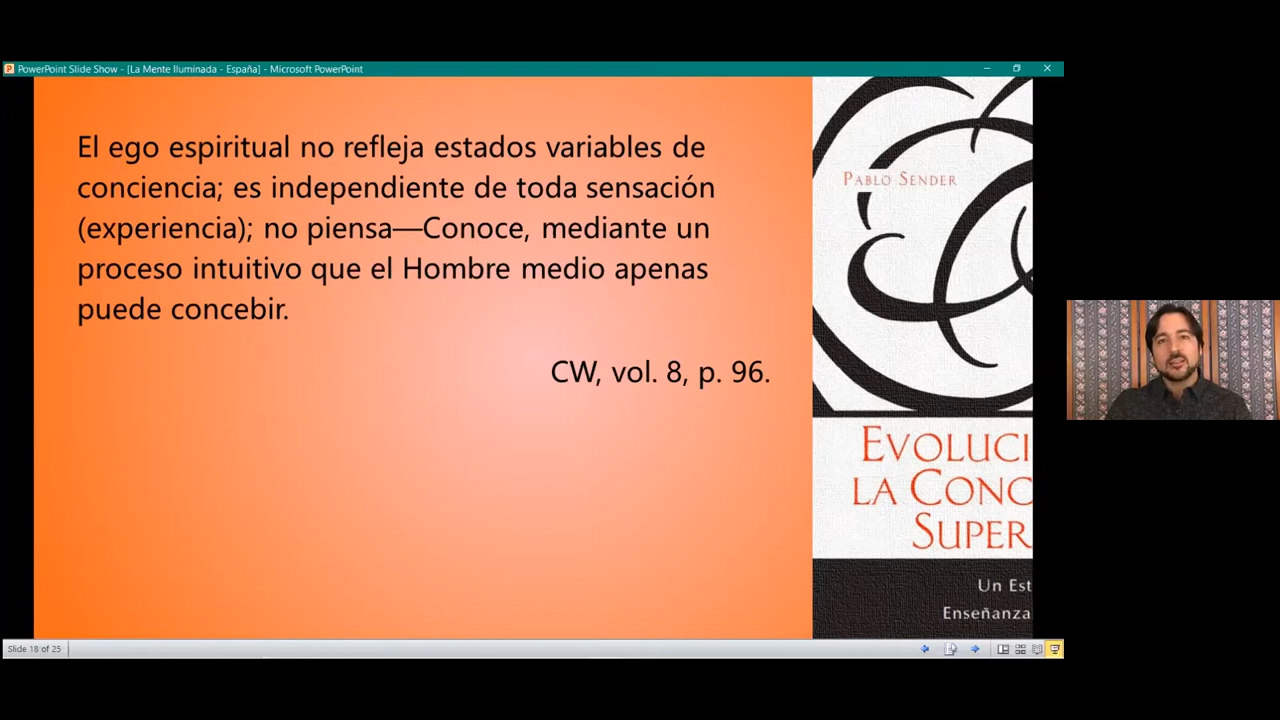 PowerPoint Slide Show - [La Mente Iluminada - España] - Microsoft PowerPoint
El ego espiritual no refleja estados variables de
conciencia; es independiente de toda sensación
(experiencia); no piensa—Conoce, mediante un
proceso intuitivo que el Hombre medio apenas
puede concebir.
CW, vol. 8, p. 96.
PABLO SENDER
EVOLUCI
LA CONC
SUPER
Un Est
Enseñanza
Slide 18 of 25